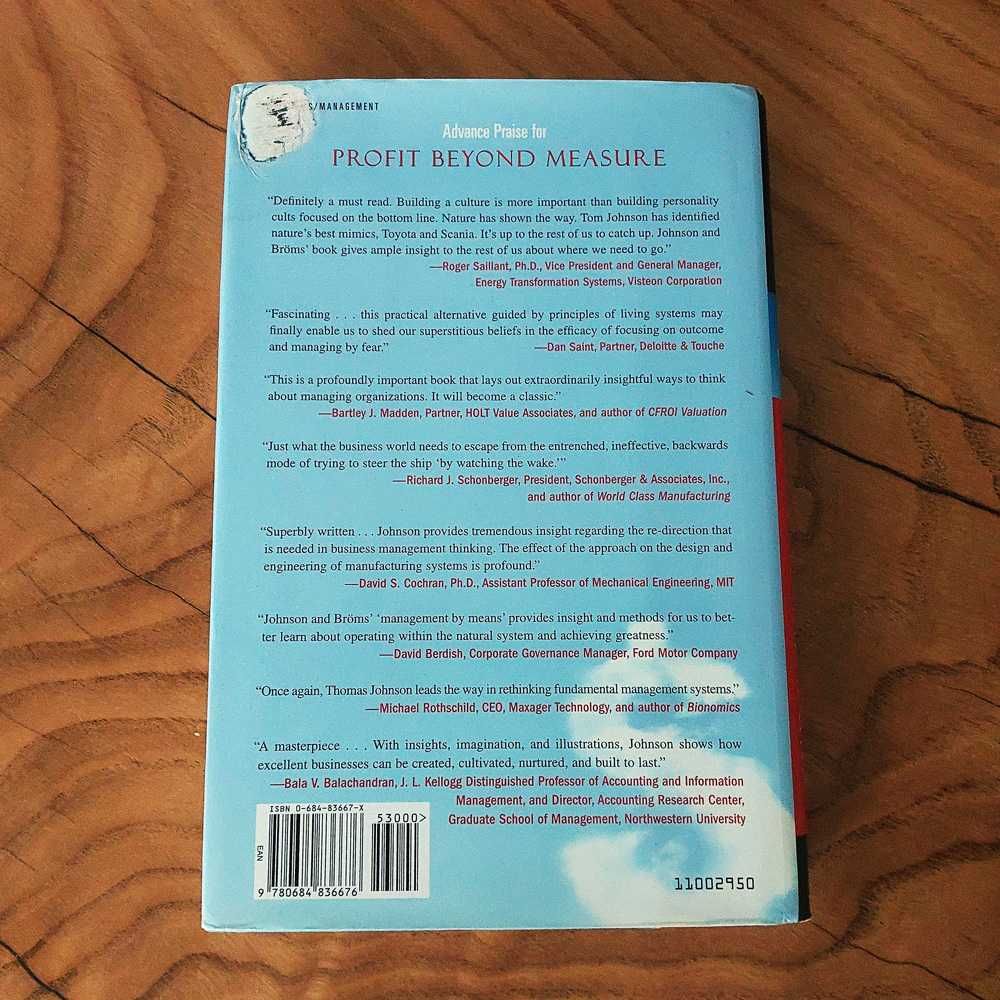 S/MANAGEMENT
Advance Praise for
PROFIT BEYOND MEASURE
“Definitely a must read. Building a culture is more important than building personality
cults focused on the bottom line. Nature has shown the way. Tom Johnson has identified
nature’s best mimics, Toyota and Scania. It’s up to the rest of us to catch up. Johnson and
Bröms’ book gives ample insight to the rest of us about where we need to go.”
—Roger Saillant, Ph.D., Vice President and General Manager,
Energy Transformation Systems, Visteon Corporation
“Fascinating . . . this practical alternative guided by principles of living systems may
finally enable us to shed our superstitious beliefs in the efficacy of focusing on outcome
and managing by fear.” —Dan Saint, Partner, Deloitte & Touche
“This is a profoundly important book that lays out extraordinarily insightful ways to think
about managing organizations. It will become a classic.”
—Bartley J. Madden, Partner, HOLT Value Associates, and author of CFROI Valuation
“Just what the business world needs to escape from the entrenched, ineffective, backwards
mode of trying to steer the ship ‘by watching the wake.’”
—Richard J. Schonberger, President, Schonberger & Associates, Inc.,
and author of World Class Manufacturing
“Superbly written . . . Johnson provides tremendous insight regarding the re-direction that
is needed in business management thinking. The effect of the approach on the design and
engineering of manufacturing systems is profound.”
—David S. Cochran, Ph.D., Assistant Professor of Mechanical Engineering, MIT
“Johnson and Bröms’ ‘management by means’ provides insight and methods for us to bet-
ter learn about operating within the natural system and achieving greatness.”
—David Berdish, Corporate Governance Manager, Ford Motor Company
“Once again, Thomas Johnson leads the way in rethinking fundamental management systems.”
—Michael Rothschild, CEO, Maxager Technology, and author of Bionomics
“A masterpiece . . . With insights, imagination, and illustrations, Johnson shows how
excellent businesses can be created, cultivated, nurtured, and built to last.”
—Bala V. Balachandran, J. L. Kellogg Distinguished Professor of Accounting and Information
Management, and Director, Accounting Research Center,
Graduate School of Management, Northwestern University
ISBN 0-684-83667-X
53000>
EAN
9 780684 836676
11002950